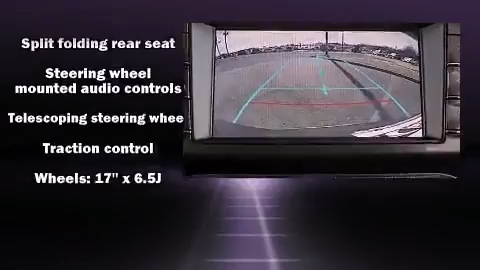 Split folding rear seat
Steering wheel
mounted audio controls
Telescoping steering whee
Traction control
Wheels: 17" x 6.5J